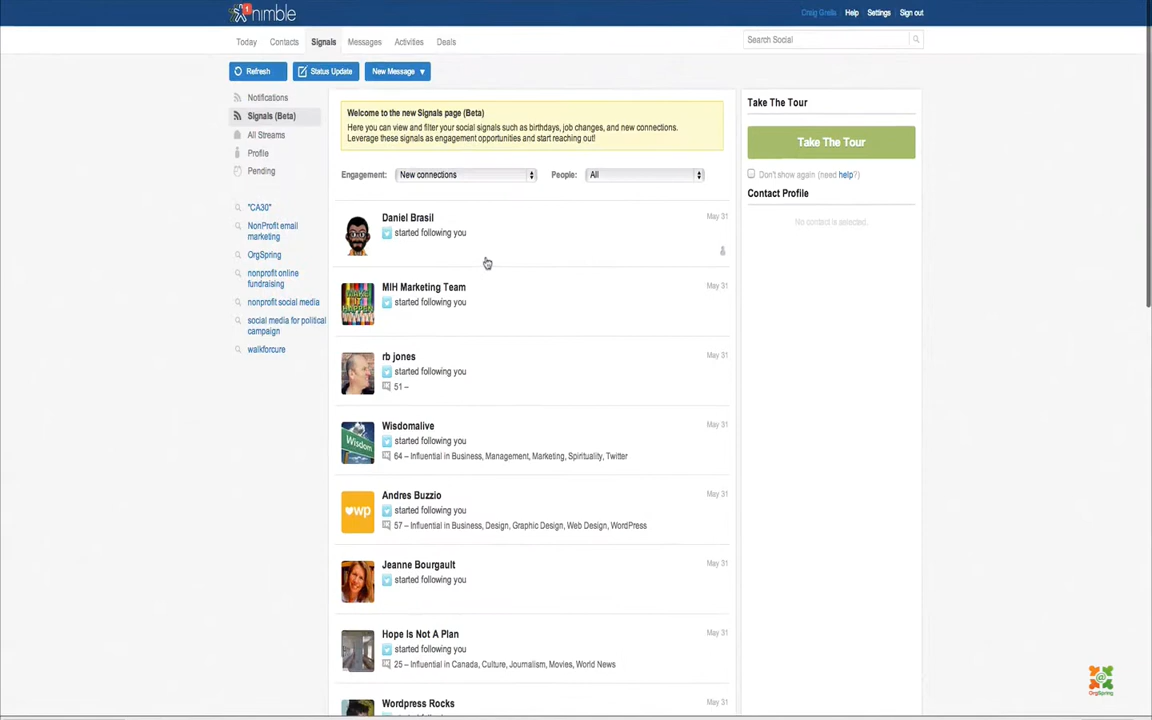 1
nimble
Craig Grella Help Settings Sign out
Today Contacts Signals Messages Activities Deals
Search Social
Refresh Status Update New Message
Notifications
Signals (Beta)
All Streams
Profile
Pending
"CA30"
NonProfit email
marketing
OrgSpring
nonprofit online
fundraising
nonprofit social media
social media for political
campaign
walkforcure
Welcome to the new Signals page (Beta)
Here you can view and filter your social signals such as birthdays, job changes, and new connections.
Leverage these signals as engagement opportunities and start reaching out!
Engagement: New connections People: All
Daniel Brasil May 31
started following you
MIH Marketing Team May 31
started following you
MAKE
IT
HAPPEN
rb jones May 31
started following you
51 –
Wisdomalive May 31
started following you
64 – Influential in Business, Management, Marketing, Spirituality, Twitter
Wisdom
Andres Buzzio May 31
started following you
57 – Influential in Business, Design, Graphic Design, Web Design, WordPress
wp
Jeanne Bourgault May 31
started following you
Hope Is Not A Plan May 31
started following you
25 – Influential in Canada, Culture, Journalism, Movies, World News
Wordpress Rocks May 31
Take The Tour
Take The Tour
Don't show again (need help?)
Contact Profile
No contact is selected.
@
OrgSpring